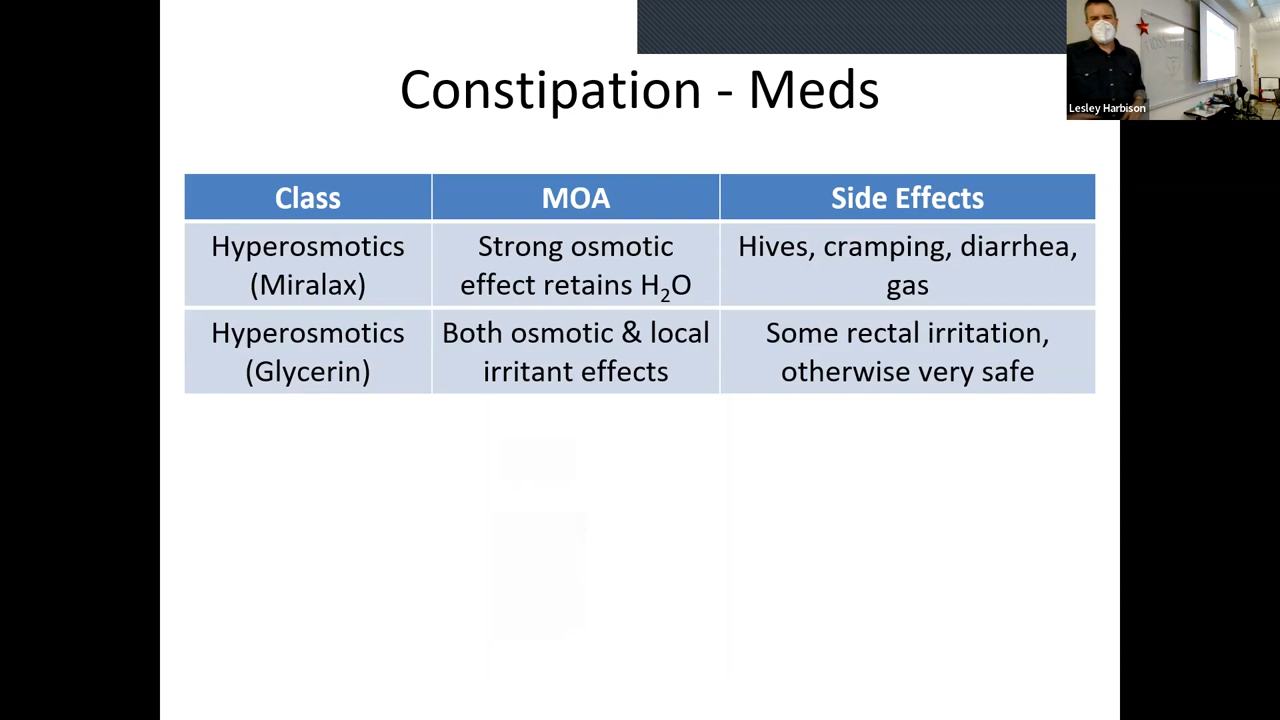 Constipation - Meds
Lesley Harbison
Class MOA Side Effects
Hyperosmotics
(Miralax)
Strong osmotic
effect retains H₂O
Hives, cramping, diarrhea,
gas
Hyperosmotics
(Glycerin)
Both osmotic & local
irritant effects
Some rectal irritation,
otherwise very safe